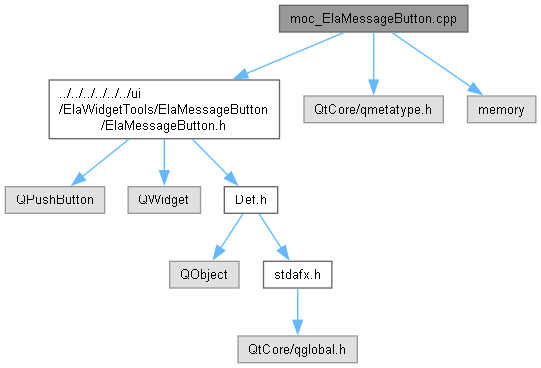 moc_ElaMessageButton.cpp
../../../../../../ui
/ElaWidgetTools/ElaMessageButton
/ElaMessageButton.h
QtCore/qmetatype.h
memory
QPushButton
QWidget
Def.h
QObject
stdafx.h
QtCore/qglobal.h